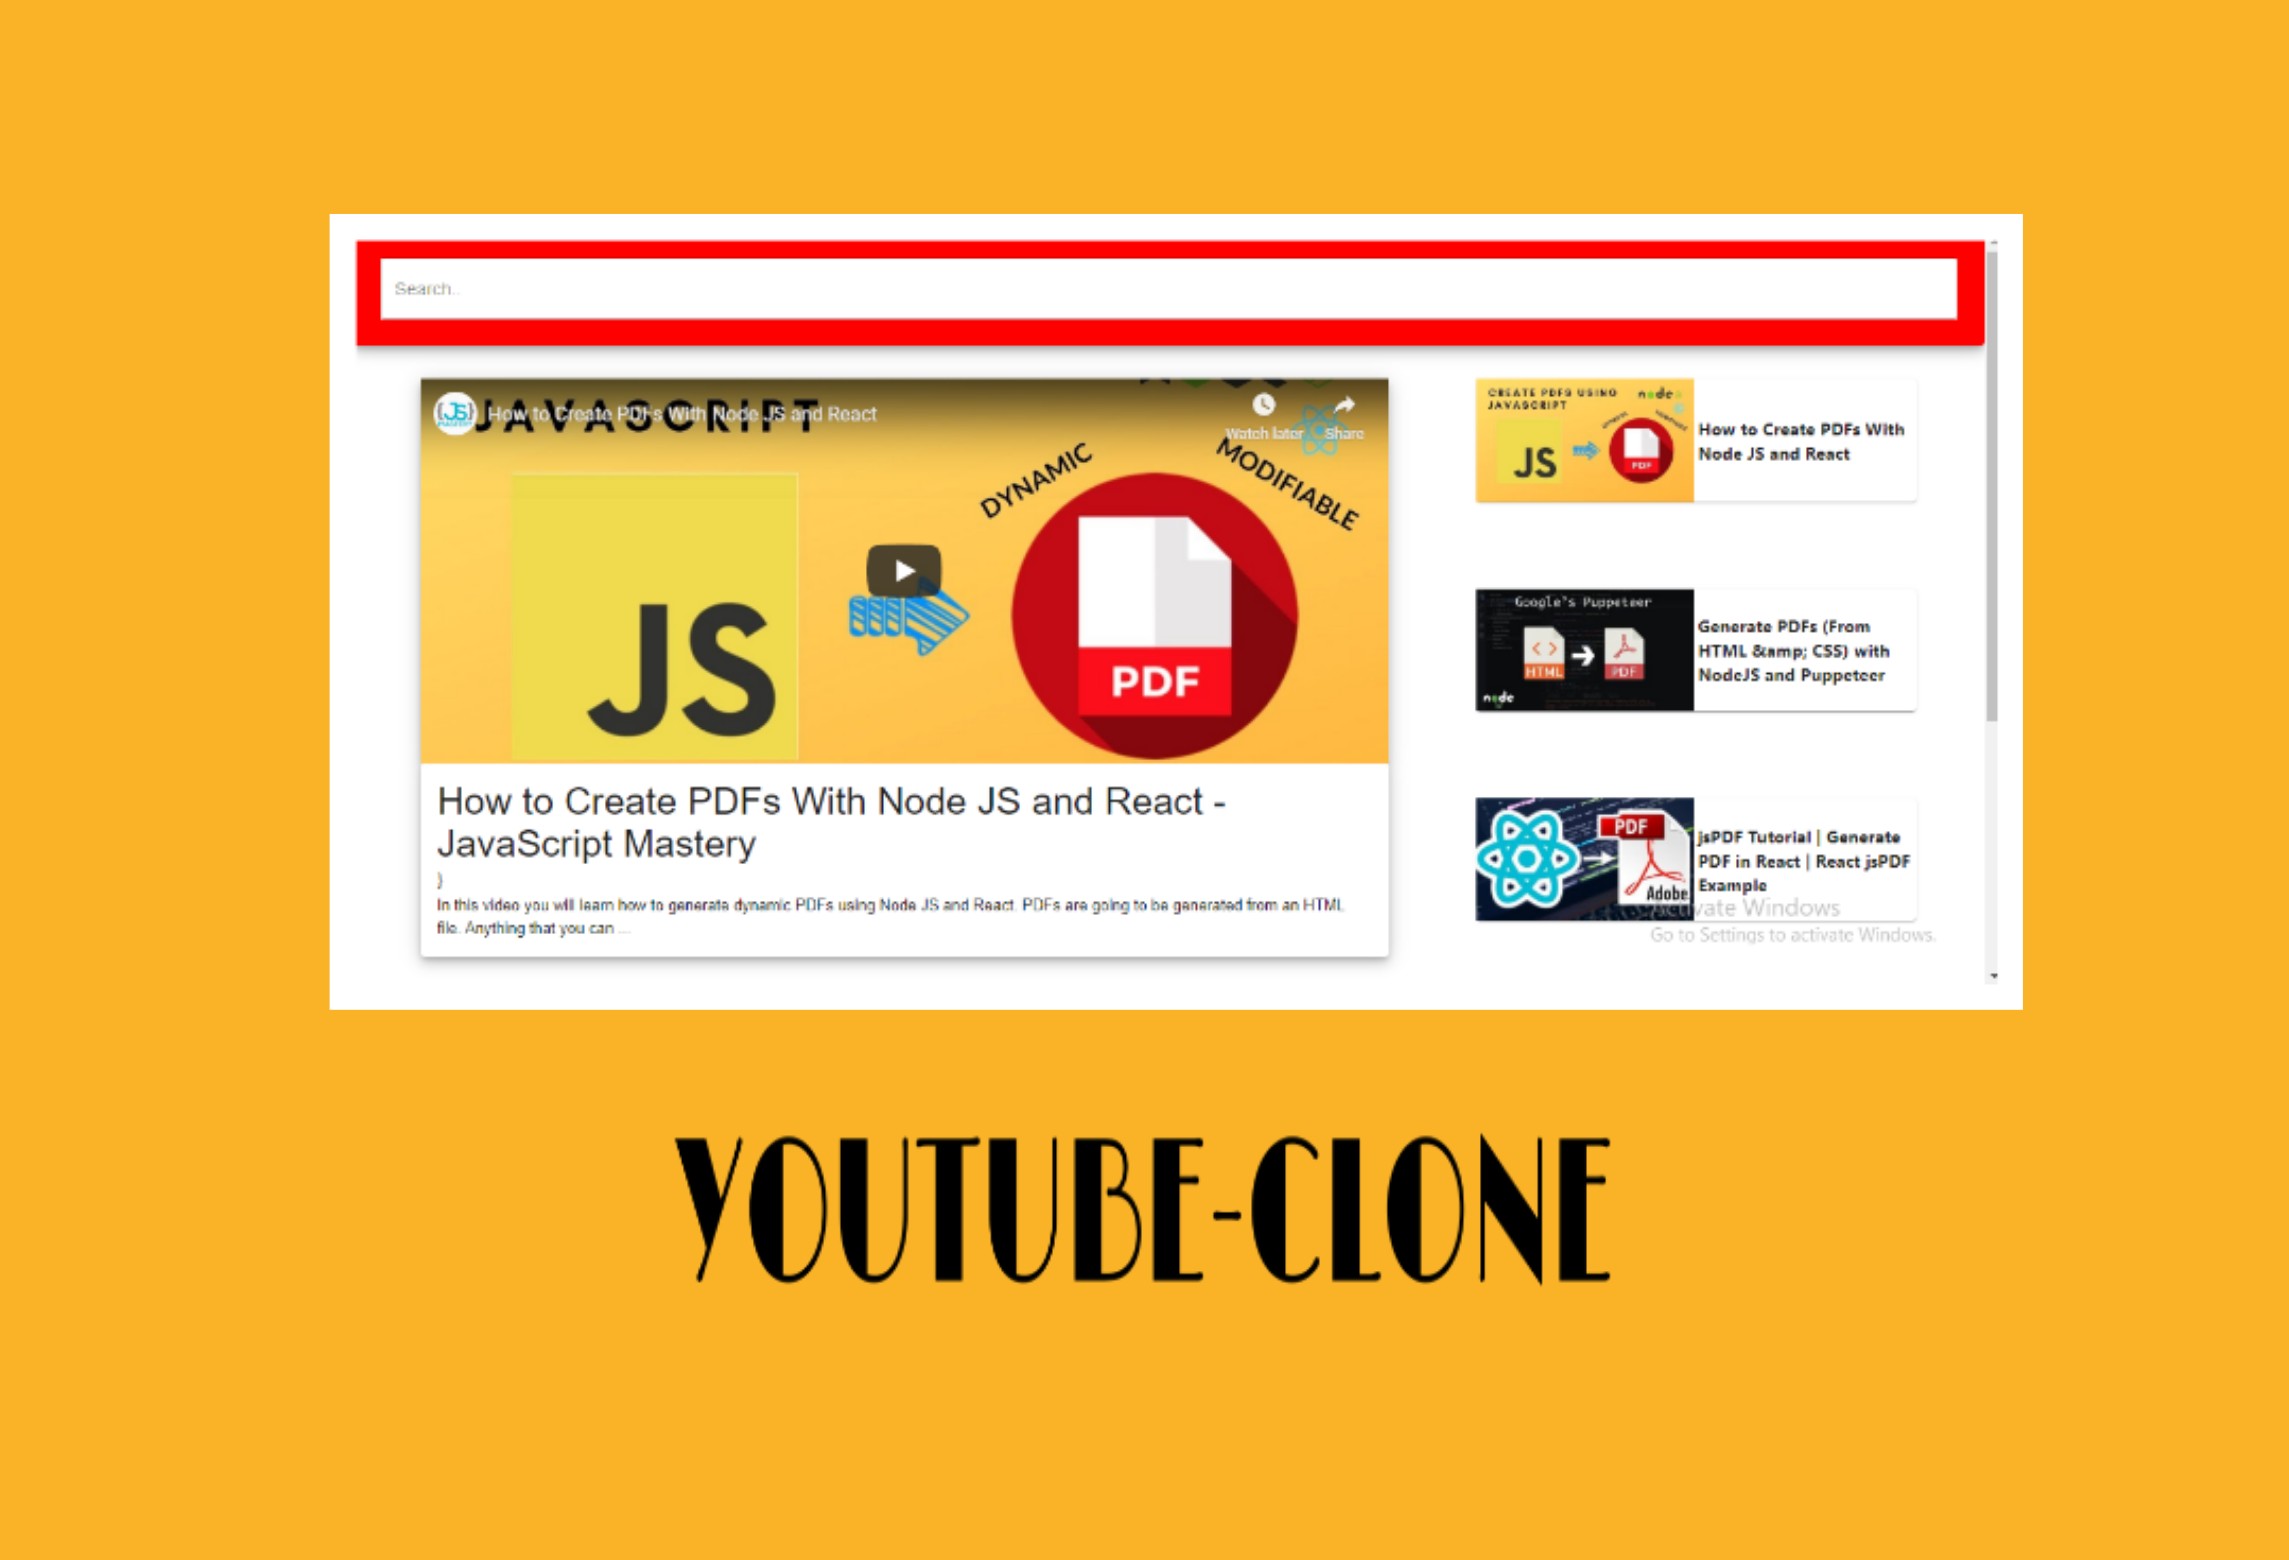 Search..
JAVASCRIPT
{JS}
MASTERY
How to Create PDFs With Node JS and React
Watch later
Share
DYNAMIC
MODIFIABLE
JS
PDF
How to Create PDFs With Node JS and React -
JavaScript Mastery
}
In this video you will learn how to generate dynamic PDFs using Node JS and React. PDFs are going to be generated from an HTML
file. Anything that you can ...
CREATE PDFS USING
JAVASCRIPT
node
JS
PDF
How to Create PDFs With
Node JS and React
Google's Puppeteer
HTML
PDF
node
Generate PDFs (From
HTML &amp; CSS) with
NodeJS and Puppeteer
PDF
Adobe
jsPDF Tutorial | Generate
PDF in React | React jsPDF
Example
Activate Windows
Go to Settings to activate Windows.
YOUTUBE-CLONE